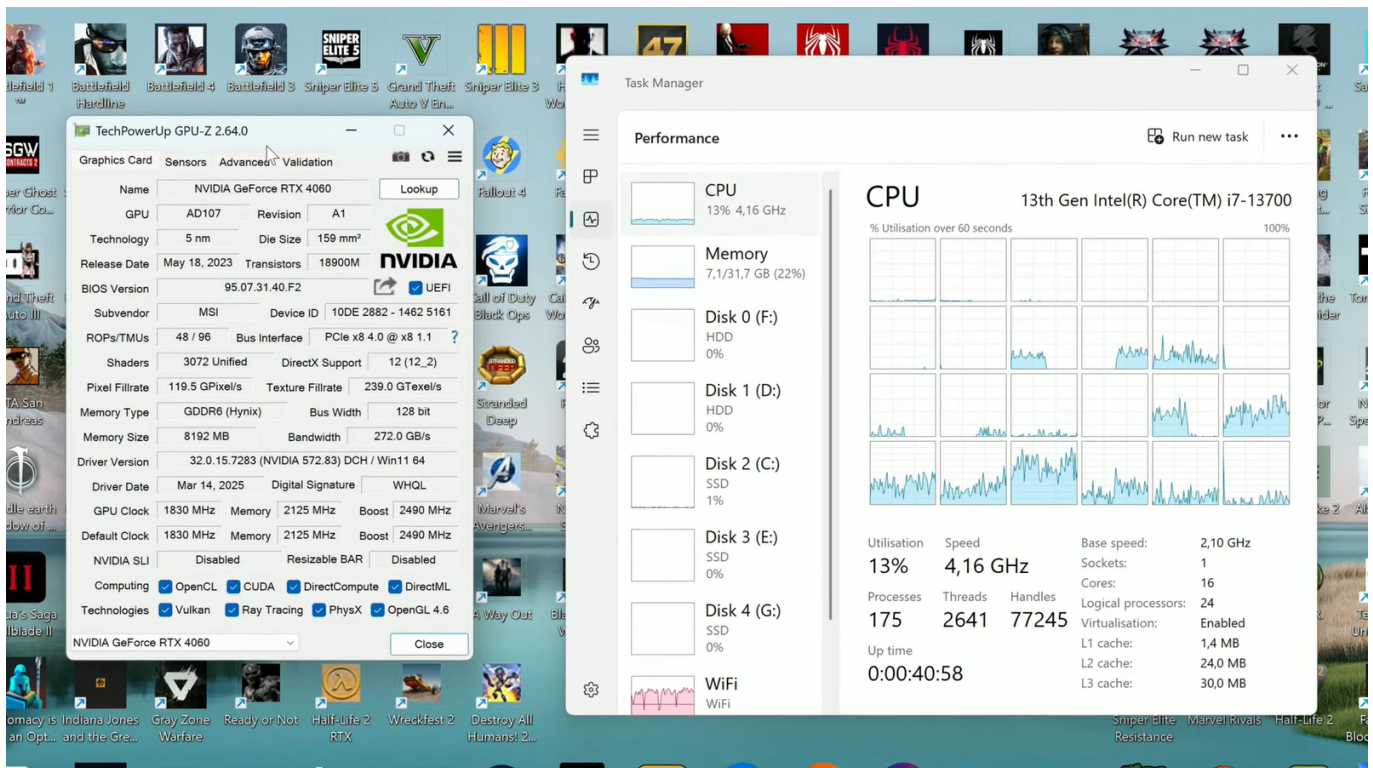 Battlefield
Hardline
Battlefield 4
Battlefield 3
SNIPER
ELITE 5
Sniper Elite 5
Grand Theft
Auto V En...
Sniper Elite 3
47
TechPowerUp GPU-Z 2.64.0
Graphics Card Sensors Advanced Validation
Name NVIDIA GeForce RTX 4060 Lookup
GPU AD107 Revision A1
Technology 5 nm Die Size 159 mm²
Release Date May 18, 2023 Transistors 18900M
NVIDIA
BIOS Version 95.07.31.40.F2 UEFI
Subvendor MSI Device ID 10DE 2882 - 1462 5161
ROPs/TMUs 48 / 96 Bus Interface PCIe x8 4.0 @ x8 1.1 ?
Shaders 3072 Unified DirectX Support 12 (12_2)
Pixel Fillrate 119.5 GPixel/s Texture Fillrate 239.0 GTexel/s
Memory Type GDDR6 (Hynix) Bus Width 128 bit
Memory Size 8192 MB Bandwidth 272.0 GB/s
Driver Version 32.0.15.7283 (NVIDIA 572.83) DCH / Win11 64
Driver Date Mar 14, 2025 Digital Signature WHQL
GPU Clock 1830 MHz Memory 2125 MHz Boost 2490 MHz
Default Clock 1830 MHz Memory 2125 MHz Boost 2490 MHz
NVIDIA SLI Disabled Resizable BAR Disabled
Computing OpenCL CUDA DirectCompute DirectML
Technologies Vulkan Ray Tracing PhysX OpenGL 4.6
NVIDIA GeForce RTX 4060 Close
SGW
Fallout 4
all of Duty
Black Ops
Stranded
Deep
Marvel's
Avengers...
A Way Out
Indiana Jones
and the Gre...
Gray Zone
Warfare
Ready or Not
Half-Life 2
RTX
Wreckfest 2
Destroy All
Humans! 2...
Task Manager
Performance
Run new task
CPU
13% 4,16 GHz
Memory
7,1/31,7 GB (22%)
Disk 0 (F:)
HDD
0%
Disk 1 (D:)
HDD
0%
Disk 2 (C:)
SSD
1%
Disk 3 (E:)
SSD
0%
Disk 4 (G:)
SSD
0%
WiFi
WiFi
CPU 13th Gen Intel(R) Core(TM) i7-13700
% Utilisation over 60 seconds 100%
Utilisation Speed
13% 4,16 GHz
Processes Threads Handles
175 2641 77245
Up time
0:00:40:58
Base speed: 2,10 GHz
Sockets: 1
Cores: 16
Logical processors: 24
Virtualisation: Enabled
L1 cache: 1,4 MB
L2 cache: 24,0 MB
L3 cache: 30,0 MB
Sniper Elite
Resistance
Marvel Rivals
Half-Life 2